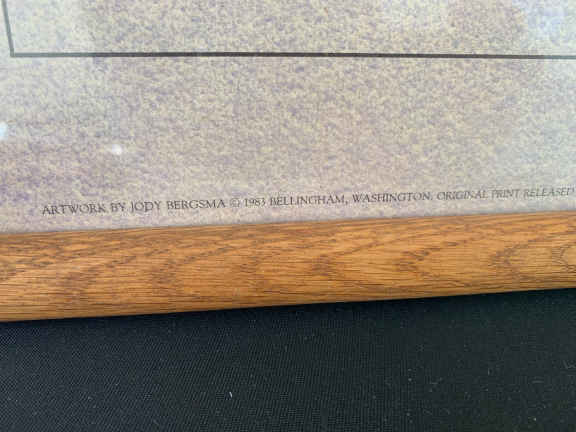 ARTWORK BY JODY BERGSMA © 1983 BELLINGHAM, WASHINGTON. ORIGINAL PRINT RELEASED